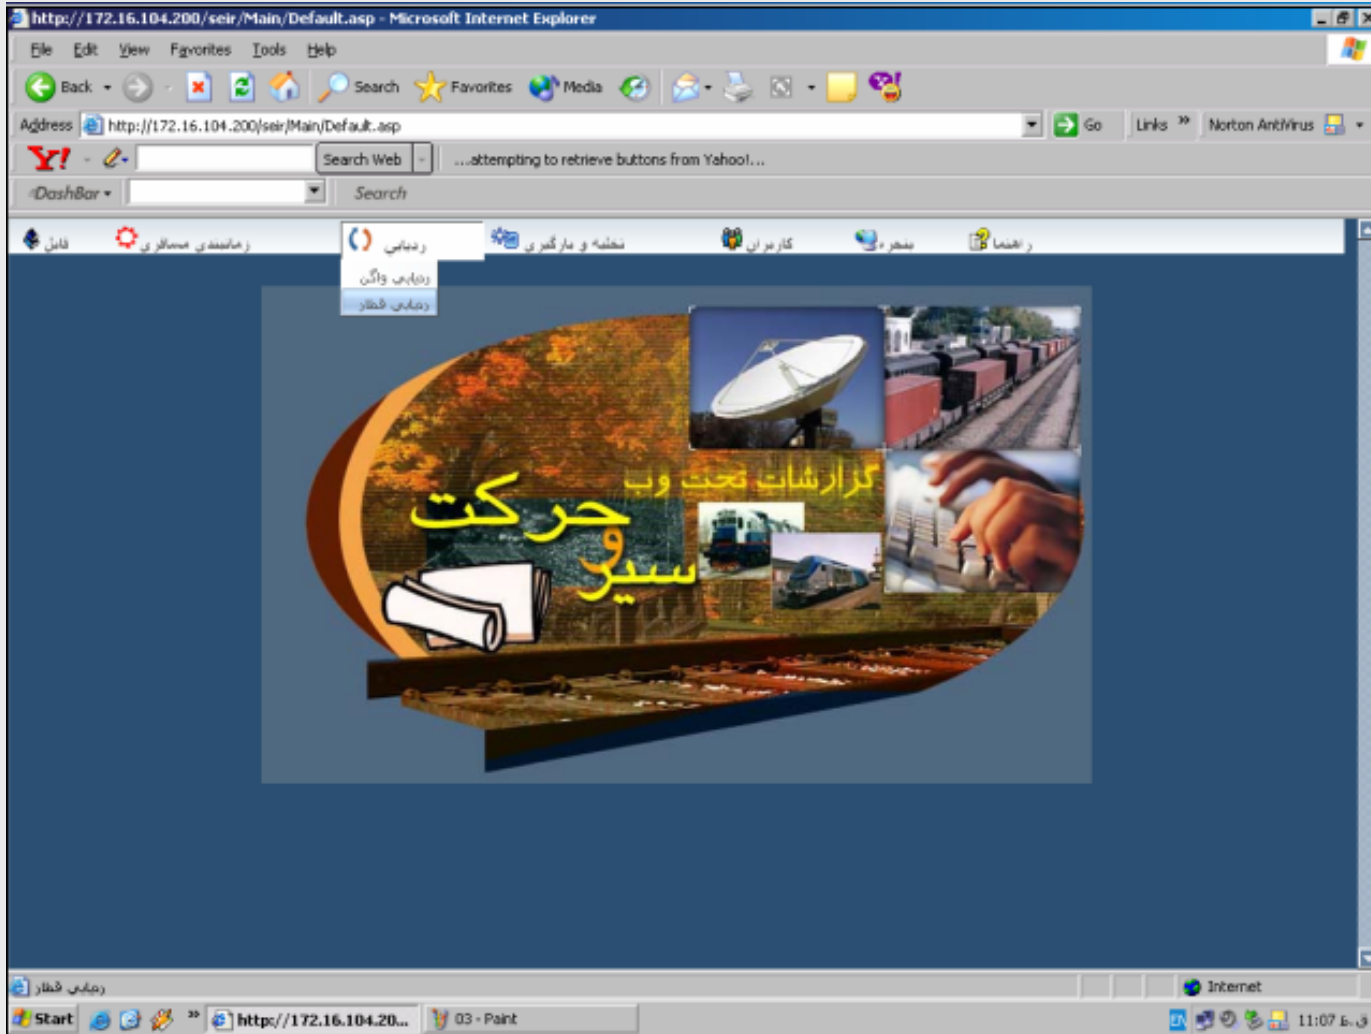 http://172.16.104.200/seir/Main/Default.asp - Microsoft Internet Explorer
File Edit View Favorites Tools Help
Back Search Favorites Media
Address http://172.16.104.200/seir/Main/Default.asp Go Links » Norton AntiVirus
Y! Search Web ...attempting to retrieve buttons from Yahoo!...
DashBar Search
فایل زمانبندی مسافری ردیابی تخلیه و بارگیری کاربران پنجره راهنما
ردیابی واگن
ردیابی قطار
گزارشات تحت وب
سیر و حرکت
ردیابی قطار
Internet
Start » http://172.16.104.20... 03 - Paint EN 11:07 ق.ظ